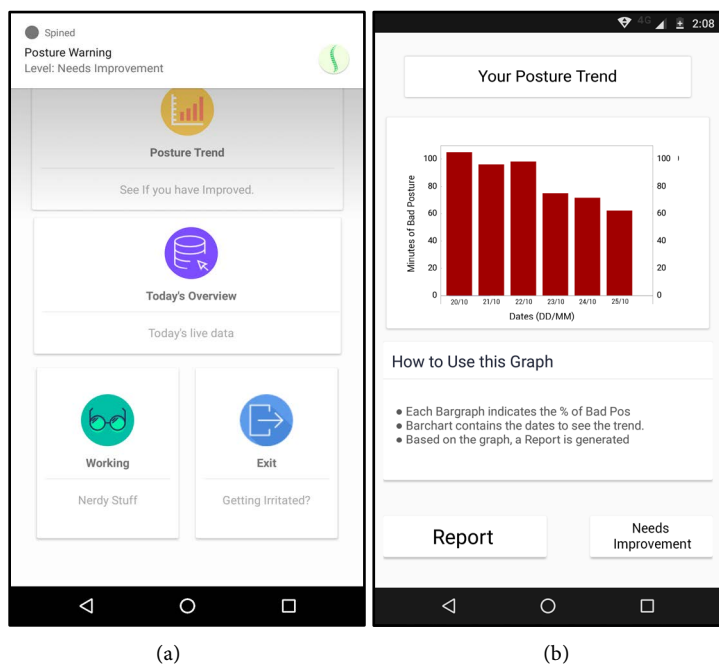 Spined
Posture Warning
Level: Needs Improvement
Posture Trend
See If you have Improved.
Today's Overview
Today's live data
Working
Nerdy Stuff
Exit
Getting Irritated?
(a)
4G 2:08
Your Posture Trend
Minutes of Bad Posture
100
80
60
40
20
0
100
80
60
40
20
0
20/10 21/10 22/10 23/10 24/10 25/10
Dates (DD/MM)
How to Use this Graph
● Each Bargraph indicates the % of Bad Pos
● Barchart contains the dates to see the trend.
● Based on the graph, a Report is generated
Report
Needs
Improvement
(b)